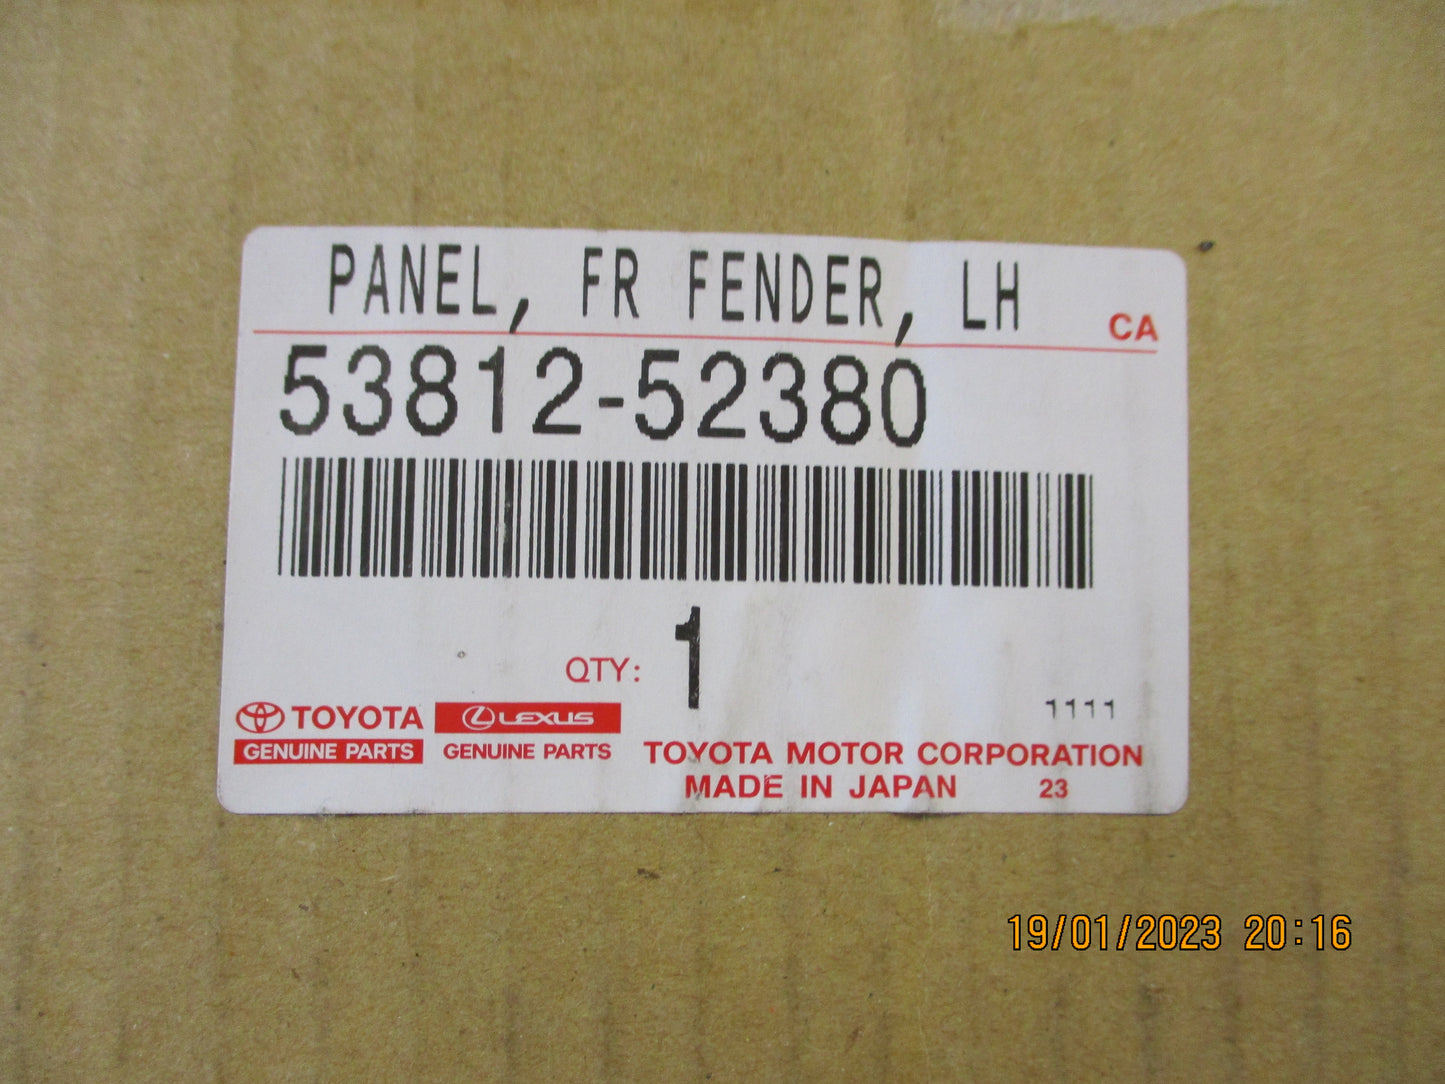 PANEL, FR FENDER, LH
CA
53812-52380
QTY: 1
1111
TOYOTA
GENUINE PARTS
LEXUS
GENUINE PARTS
TOYOTA MOTOR CORPORATION
MADE IN JAPAN 23
19/01/2023 20:16